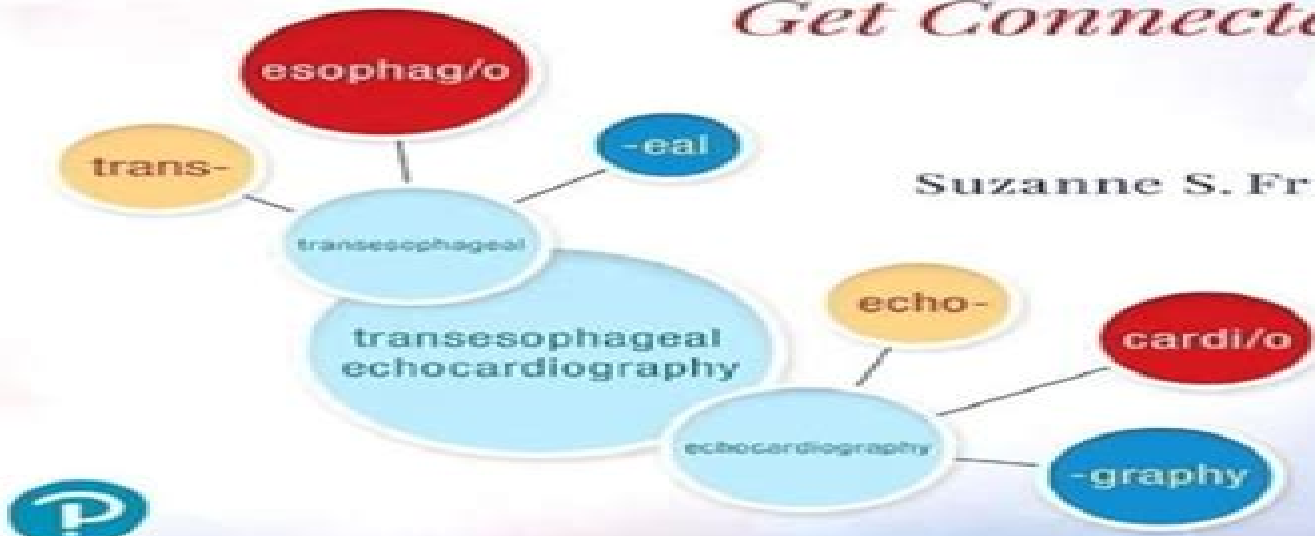 Get Connecte
esophag/o
-eal
trans-
Suzanne S. Fr
transesophageal
echo-
cardi/o
transesophageal
echocardiography
echocardiography
-graphy
P